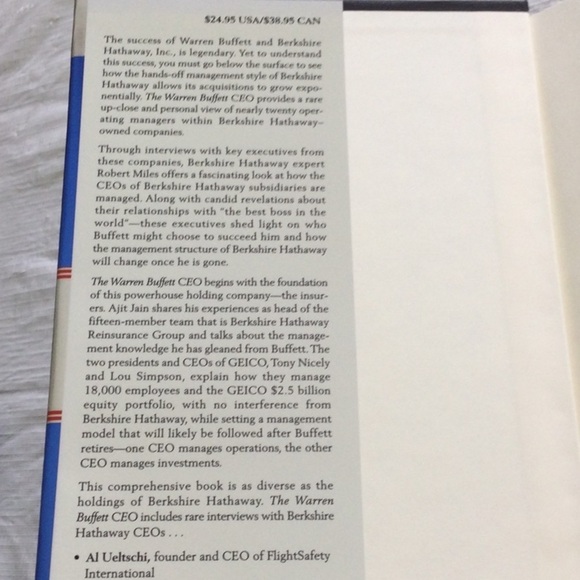 $24.95 USA/$38.95 CAN
The success of Warren Buffett and Berkshire
Hathaway, Inc., is legendary. Yet to understand
this success, you must go below the surface to see
how the hands-off management style of Berkshire
Hathaway allows its acquisitions to grow expo-
nentially. The Warren Buffett CEO provides a rare
up-close and personal view of nearly twenty oper-
ating managers within Berkshire Hathaway–
owned companies.
Through interviews with key executives from
these companies, Berkshire Hathaway expert
Robert Miles offers a fascinating look at how the
CEOs of Berkshire Hathaway subsidiaries are
managed. Along with candid revelations about
their relationships with "the best boss in the
world"—these executives shed light on who
Buffett might choose to succeed him and how
the management structure of Berkshire Hathaway
will change once he is gone.
The Warren Buffett CEO begins with the foundation
of this powerhouse holding company—the insur-
ers. Ajit Jain shares his experiences as head of the
fifteen-member team that is Berkshire Hathaway
Reinsurance Group and talks about the manage-
ment knowledge he has gleaned from Buffett. The
two presidents and CEOs of GEICO, Tony Nicely
and Lou Simpson, explain how they manage
18,000 employees and the GEICO $2.5 billion
equity portfolio, with no interference from
Berkshire Hathaway, while setting a management
model that will likely be followed after Buffett
retires—one CEO manages operations, the other
CEO manages investments.
This comprehensive book is as diverse as the
holdings of Berkshire Hathaway. The Warren
Buffett CEO includes rare interviews with Berkshire
Hathaway CEOs . . .
• Al Ueltschi, founder and CEO of FlightSafety
International